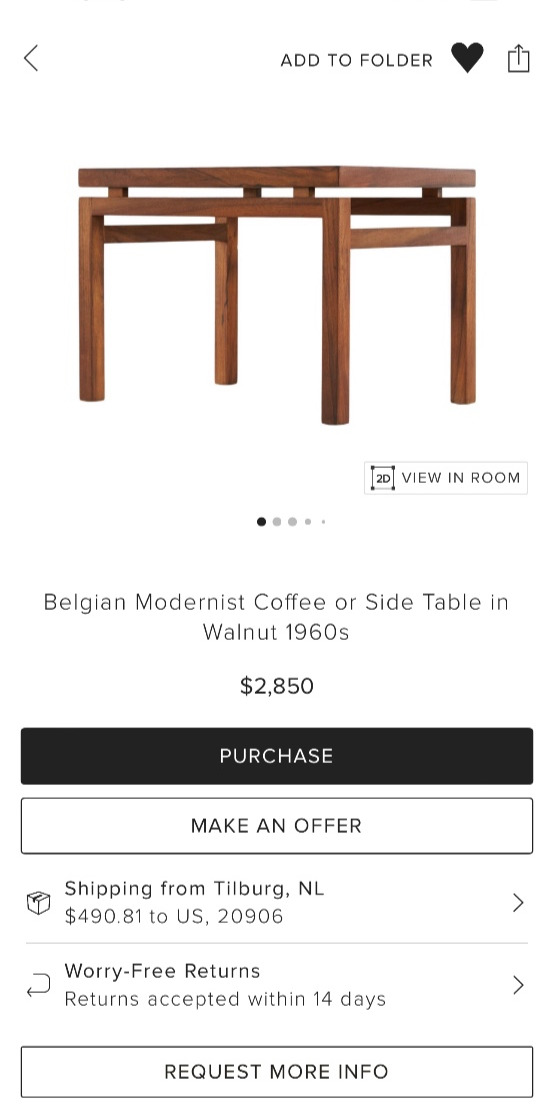 ADD TO FOLDER
2D VIEW IN ROOM
Belgian Modernist Coffee or Side Table in
Walnut 1960s
$2,850
PURCHASE
MAKE AN OFFER
Shipping from Tilburg, NL
$490.81 to US, 20906
Worry-Free Returns
Returns accepted within 14 days
REQUEST MORE INFO